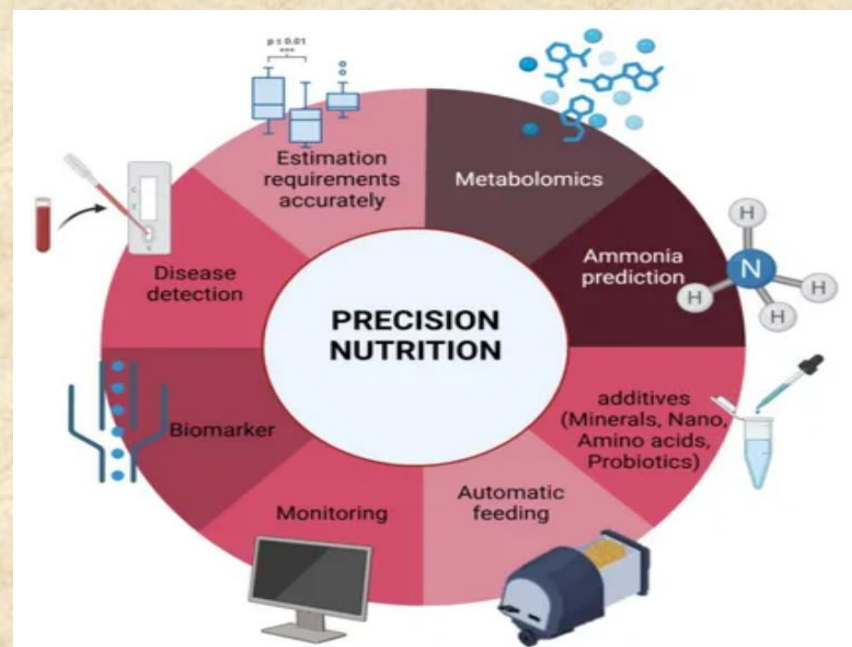 p ≤ 0.01
***
Estimation
requirements
accurately
Metabolomics
Ammonia
prediction
H
N
H
H
H
additives
(Minerals, Nano,
Amino acids,
Probiotics)
Automatic
feeding
Monitoring
Biomarker
Disease
detection
C
T
PRECISION
NUTRITION